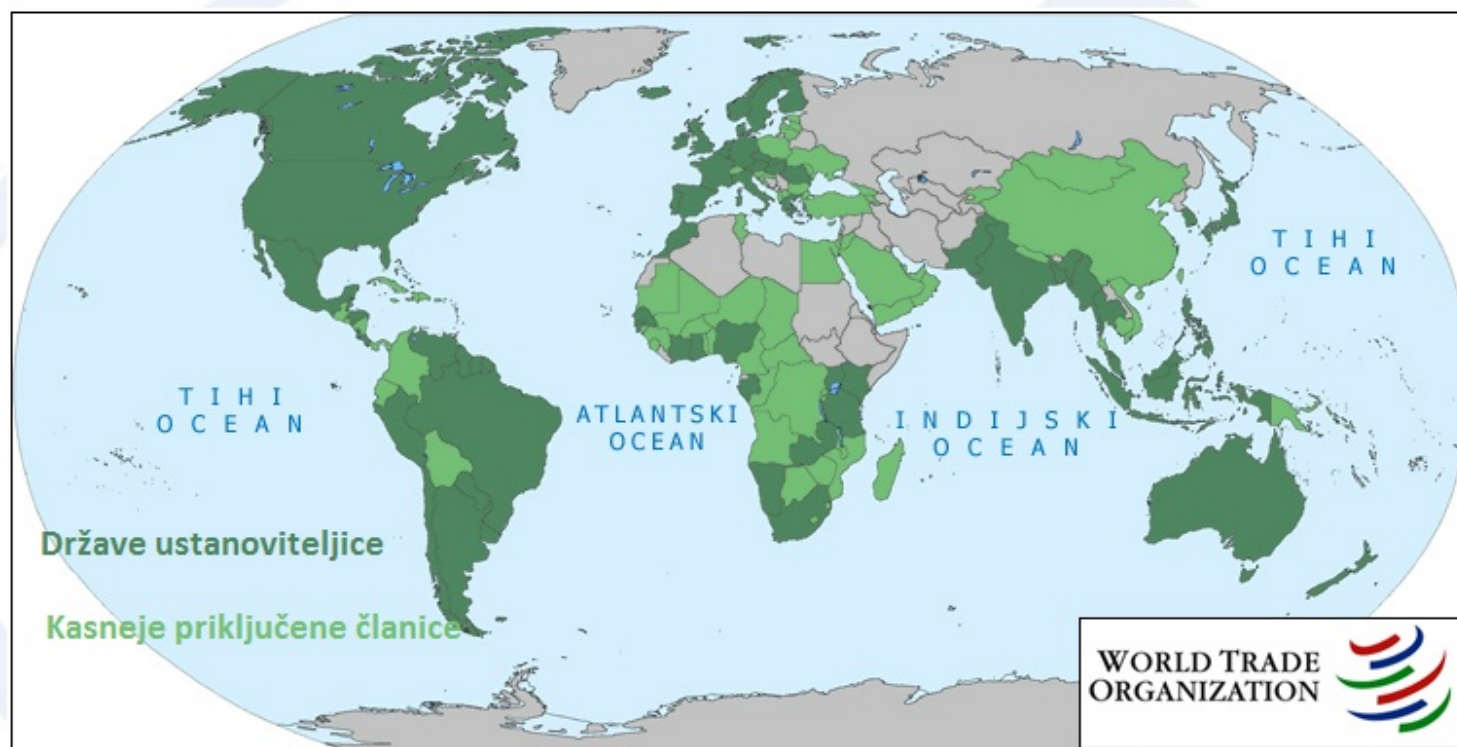 TIHI
OCEAN
TIHI
OCEAN
ATLANTSKI
OCEAN
INDIJSKI
OCEAN
Države ustanoviteljice
Kasneje priključene članice
WORLD TRADE
ORGANIZATION